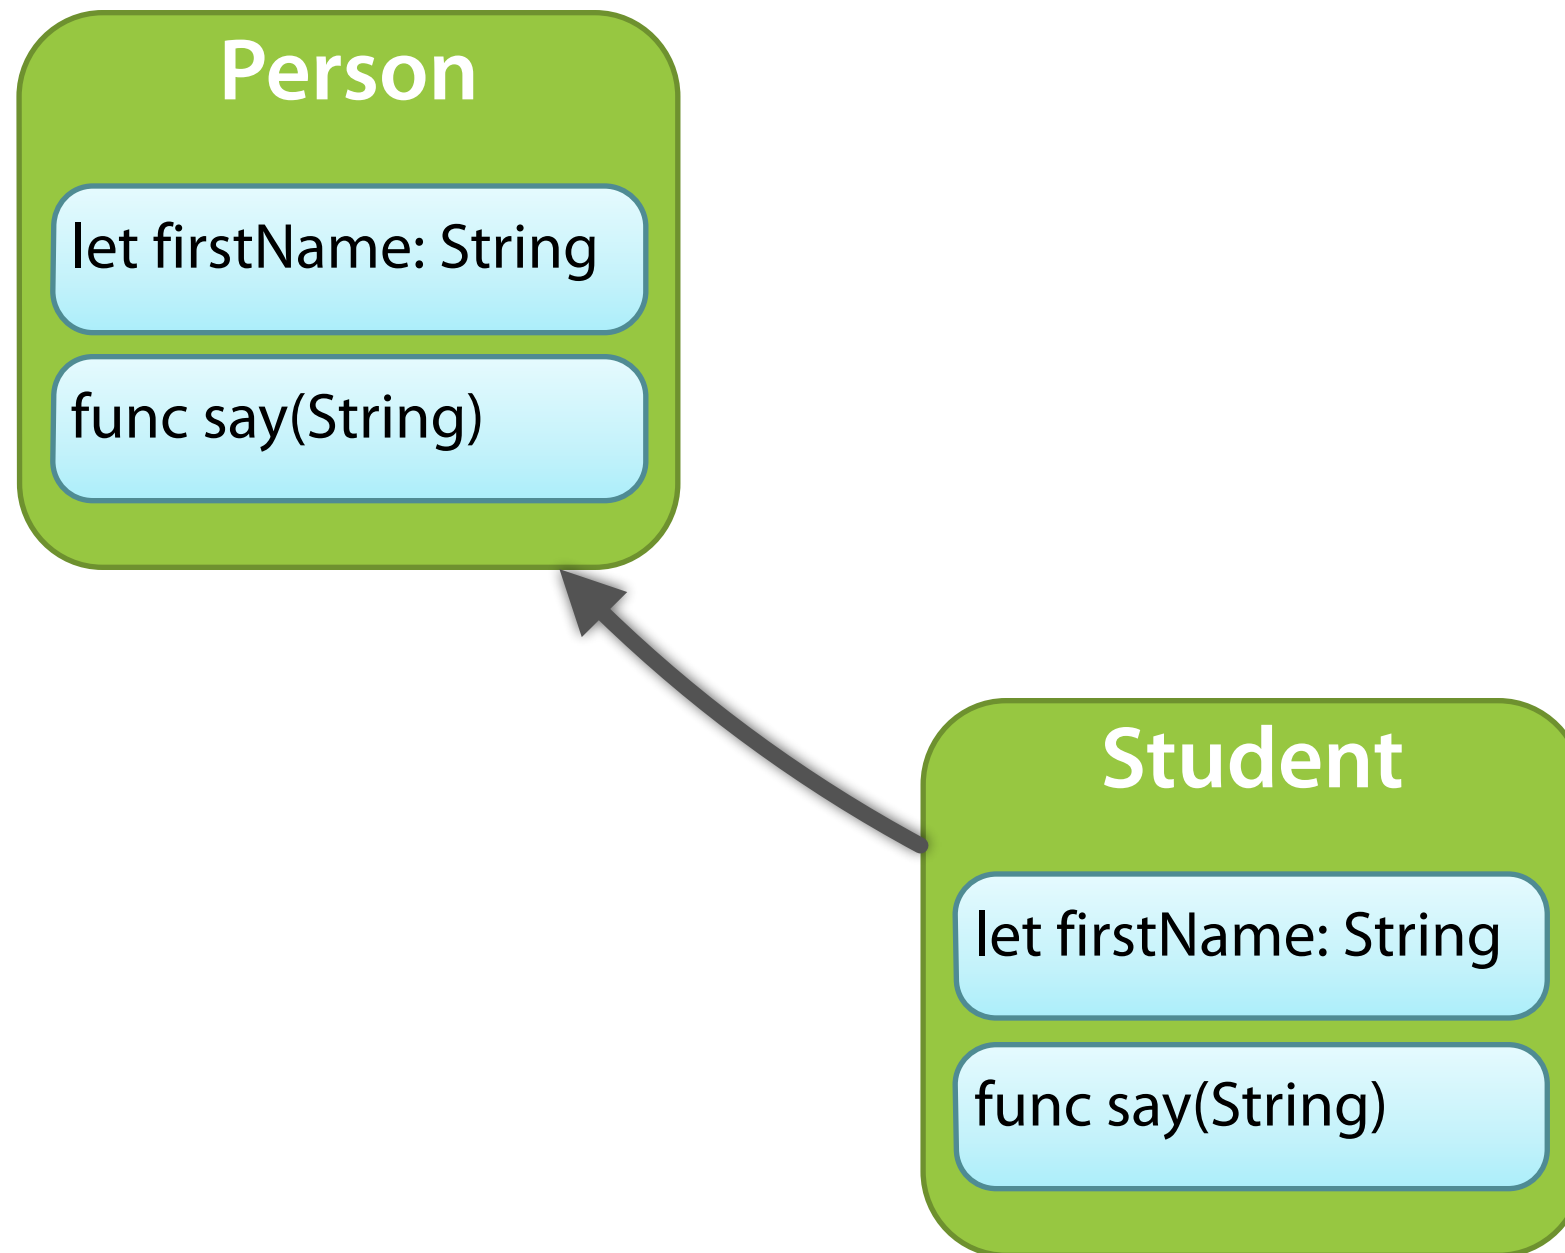 Person
let firstName: String
func say(String)
Student
let firstName: String
func say(String)